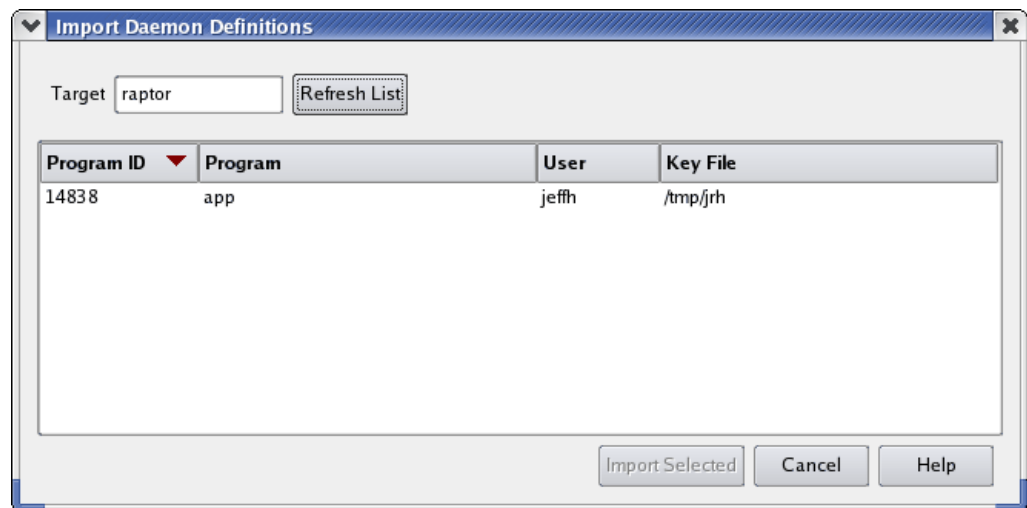 Import Daemon Definitions
Target raptor Refresh List
Program ID Program User Key File
14838 app jeffh /tmp/jrh
Import Selected Cancel Help